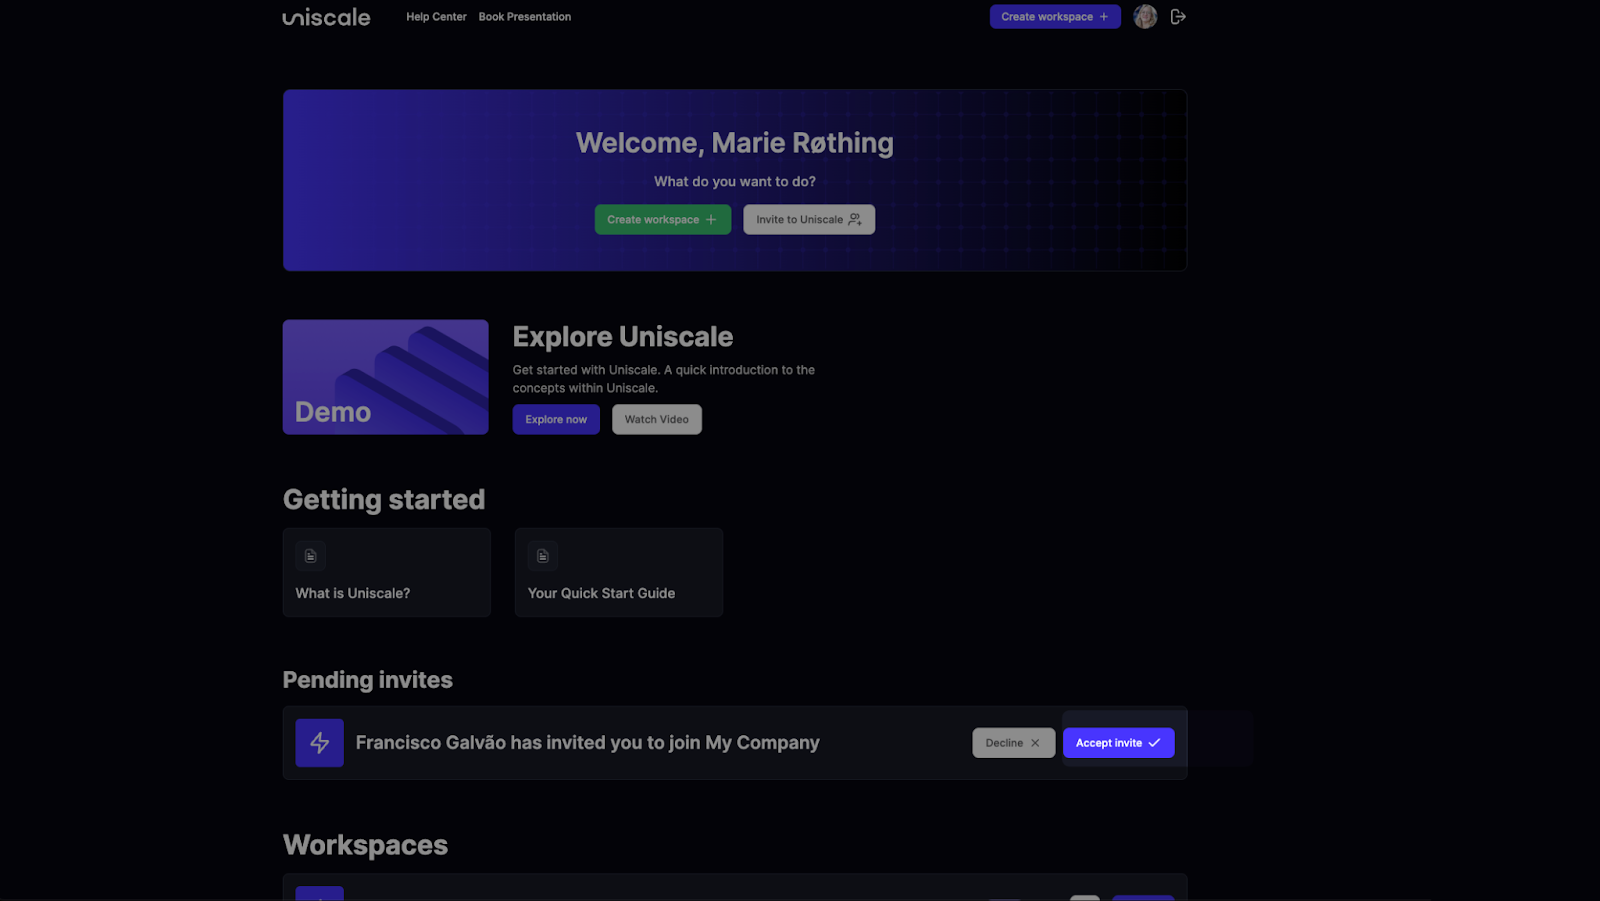 uniscale
Help Center
Book Presentation
Create workspace
Welcome, Marie Røthing
What do you want to do?
Create workspace
Invite to Uniscale
Demo
Explore Uniscale
Get started with Uniscale. A quick introduction to the
concepts within Uniscale.
Explore now
Watch Video
Getting started
What is Uniscale?
Your Quick Start Guide
Pending invites
Francisco Galvão has invited you to join My Company
Decline
Accept invite
Workspaces